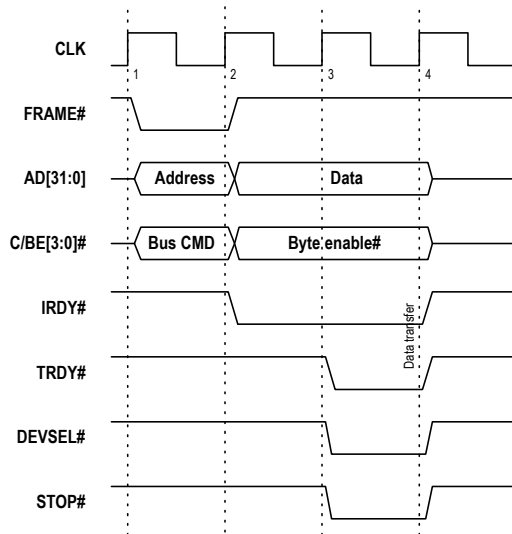 CLK
1 2 3 4
FRAME#
AD[31:0] Address Data
C/BE[3:0]# Bus CMD Byte enable#
IRDY#
Data transfer
TRDY#
DEVSEL#
STOP#